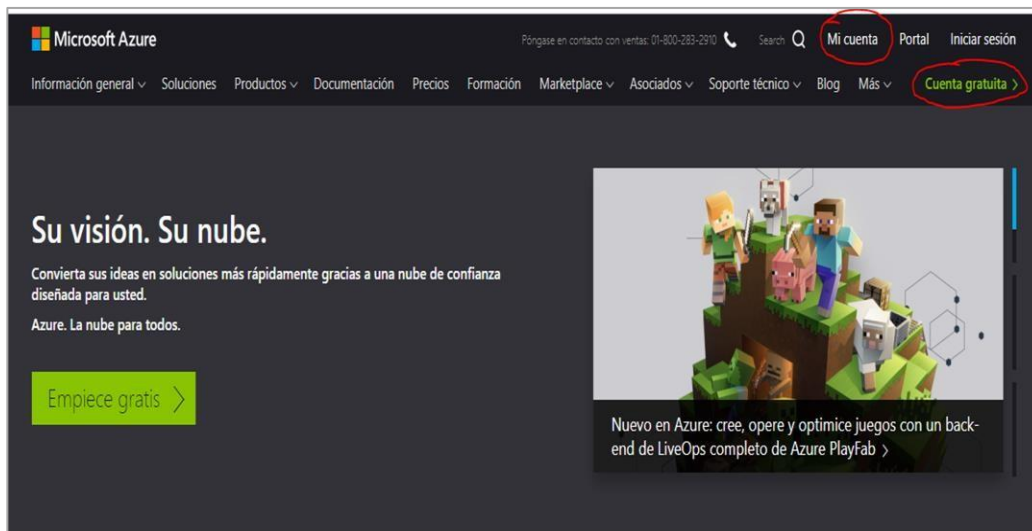 Microsoft Azure
Póngase en contacto con ventas: 01-800-283-2910 Search Mi cuenta Portal Iniciar sesión
Información general Soluciones Productos Documentación Precios Formación Marketplace Asociados Soporte técnico Blog Más Cuenta gratuita >
Su visión. Su nube.
Convierta sus ideas en soluciones más rápidamente gracias a una nube de confianza
diseñada para usted.
Azure. La nube para todos.
Empiece gratis >
Nuevo en Azure: cree, opere y optimice juegos con un back-
end de LiveOps completo de Azure PlayFab >